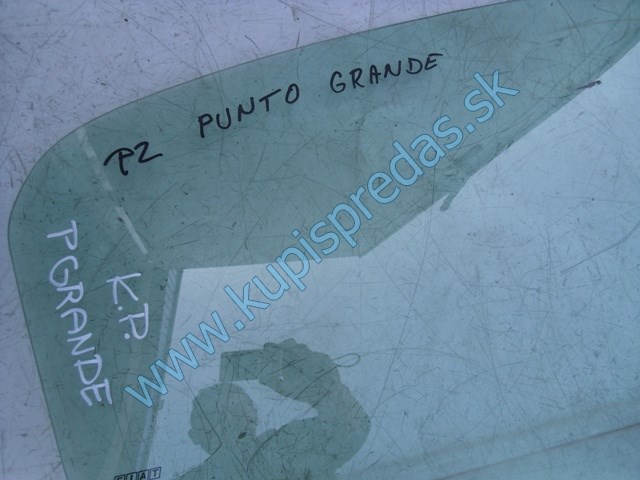 PZ PUNTO GRANDE
K.P.
PGRANDE
www.kupispredas.sk
FIAT